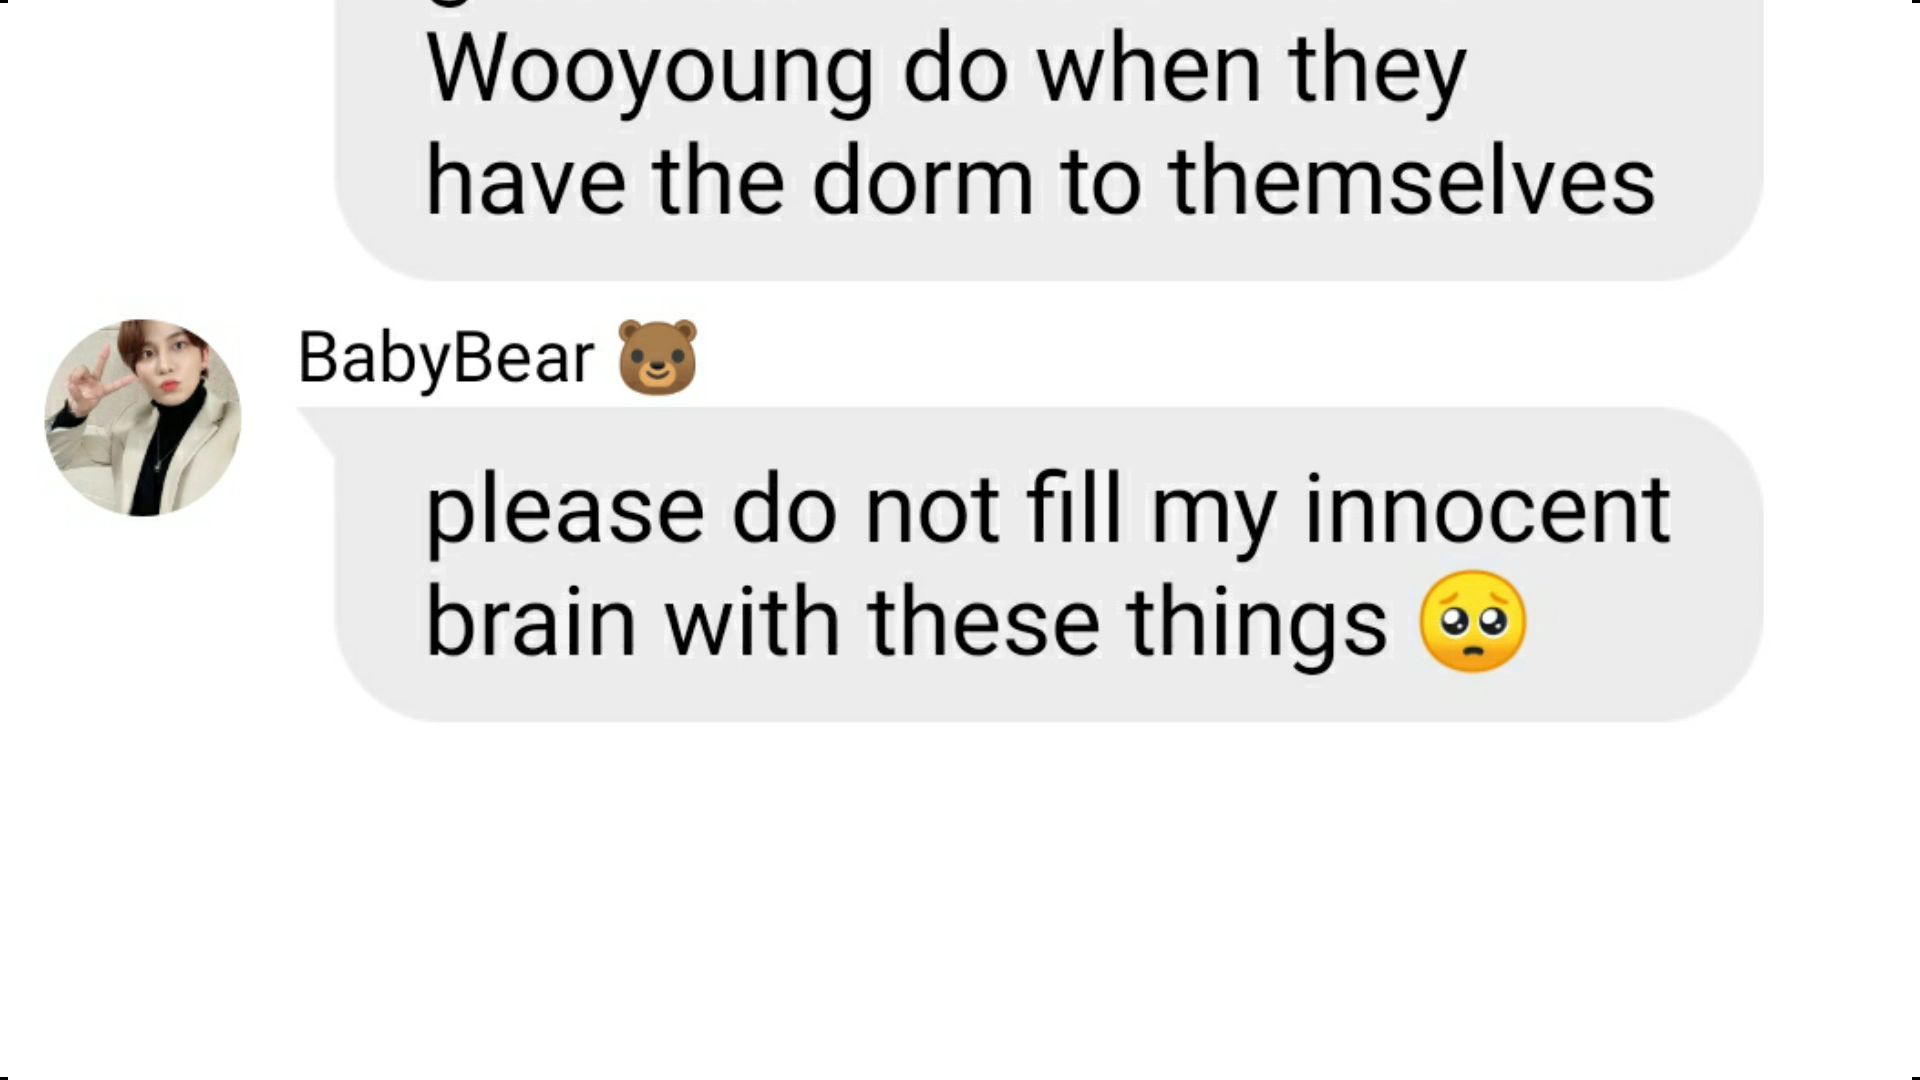 Wooyoung do when they
have the dorm to themselves
BabyBear 🐻
please do not fill my innocent
brain with these things 🥺